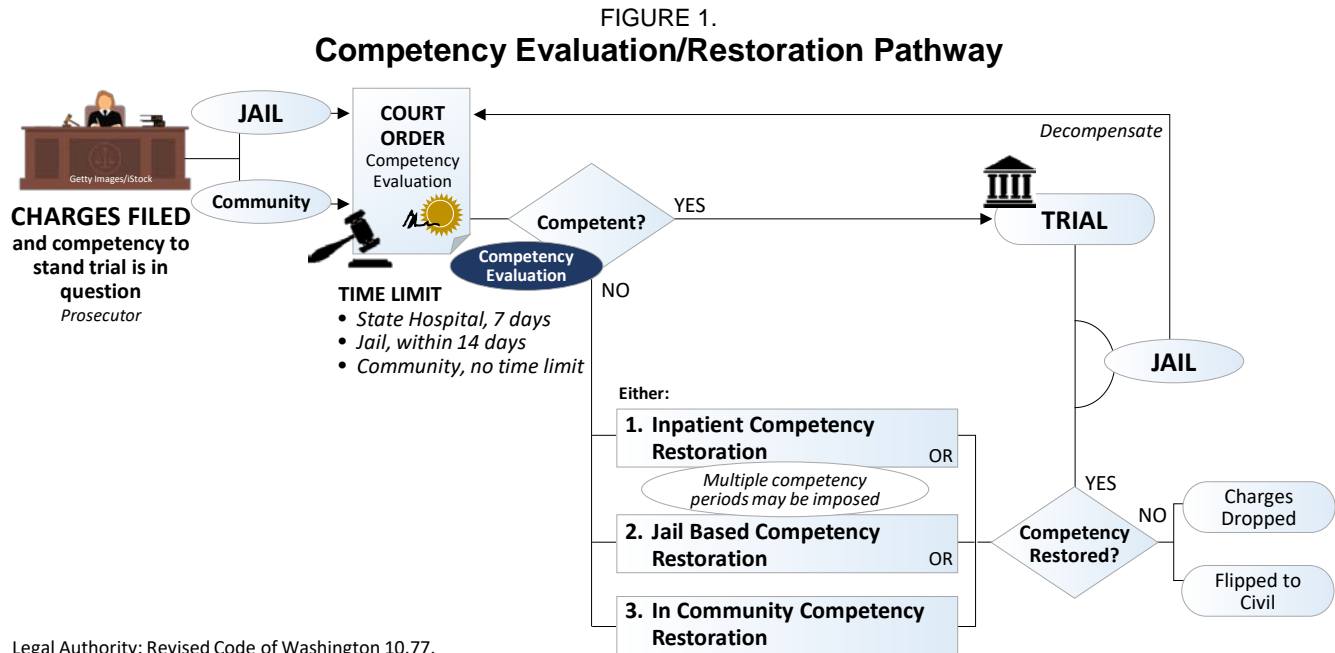 FIGURE 1.
Competency Evaluation/Restoration Pathway
Getty Images/iStock
CHARGES FILED
and competency to
stand trial is in
question
Prosecutor
JAIL
Community
COURT
ORDER
Competency
Evaluation
TIME LIMIT
• State Hospital, 7 days
• Jail, within 14 days
• Community, no time limit
Competent?
Competency
Evaluation
YES
NO
TRIAL
Decompensate
JAIL
Either:
1. Inpatient Competency
Restoration
OR
Multiple competency
periods may be imposed
2. Jail Based Competency
Restoration
OR
3. In Community Competency
Restoration
Competency
Restored?
YES
NO
Charges
Dropped
Flipped to
Civil
Legal Authority: Revised Code of Washington 10.77.